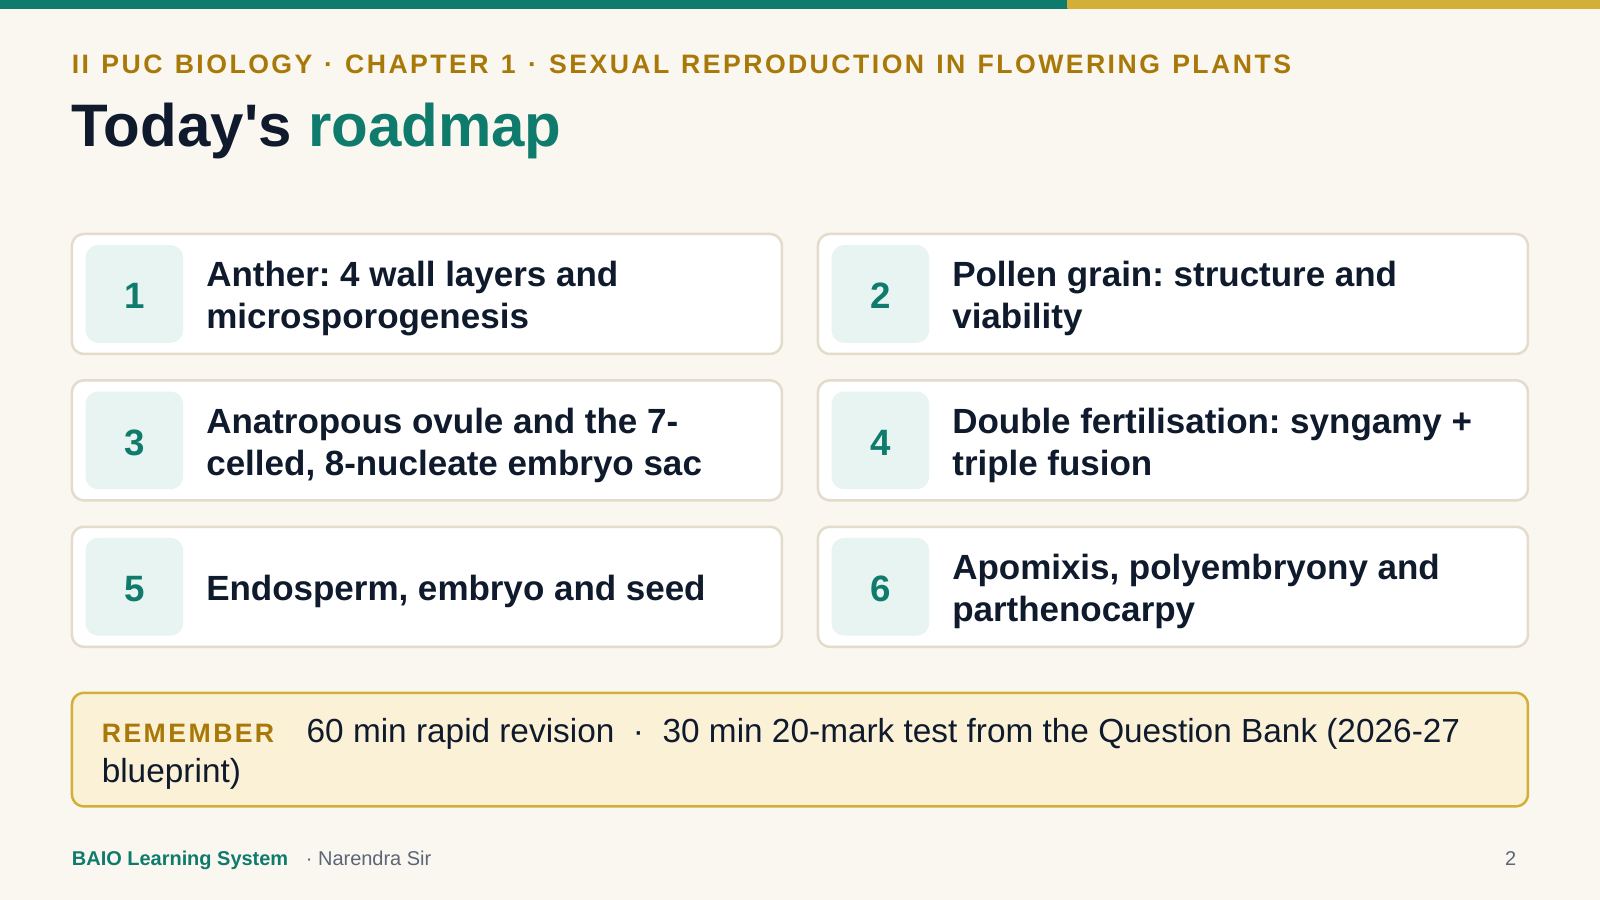 II PUC BIOLOGY · CHAPTER 1 · SEXUAL REPRODUCTION IN FLOWERING PLANTS
Today's roadmap
1
Anther: 4 wall layers and
microsporogenesis
2
Pollen grain: structure and
viability
3
Anatropous ovule and the 7-
celled, 8-nucleate embryo sac
4
Double fertilisation: syngamy +
triple fusion
5
Endosperm, embryo and seed
6
Apomixis, polyembryony and
parthenocarpy
REMEMBER 60 min rapid revision · 30 min 20-mark test from the Question Bank (2026-27
blueprint)
BAIO Learning System · Narendra Sir
2